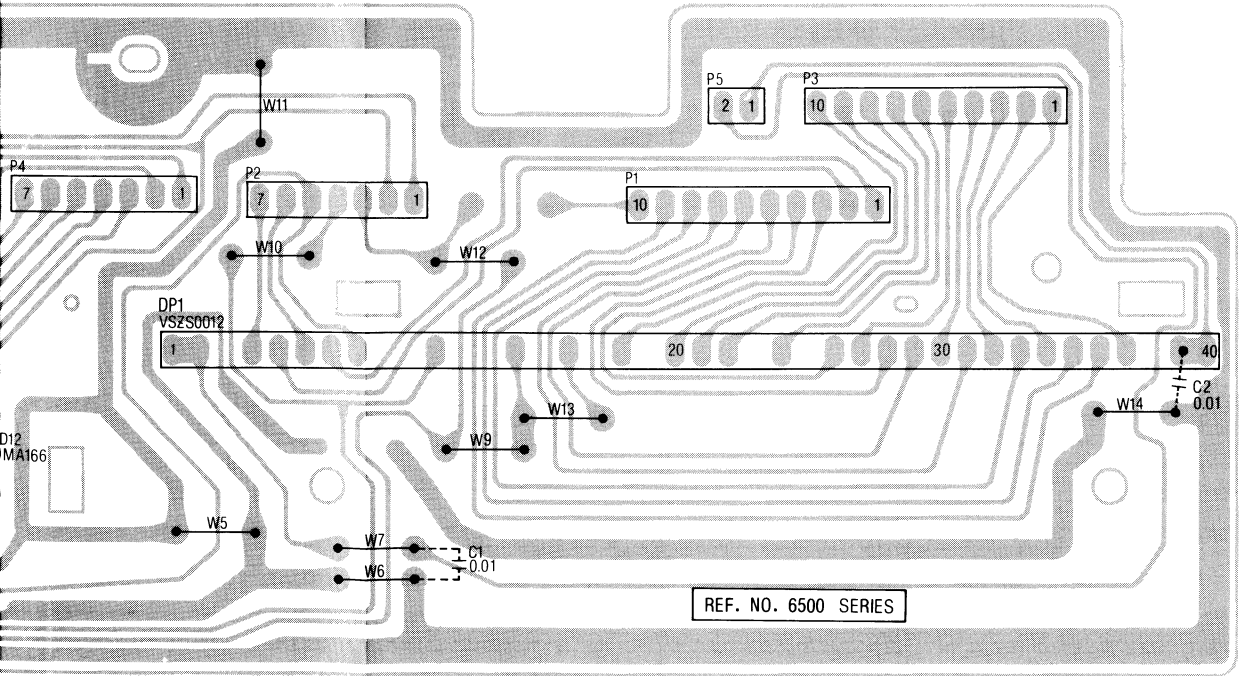 P5
P3
2 1
10 1
W11
P4
7 1
P2
7 1
P1
10 1
W10
W12
DP1
VSZS0012
1 20 30 40
C2
0.01
W14
W13
W9
D12
MA166
W5
W7
C1
0.01
W6
REF. NO. 6500 SERIES